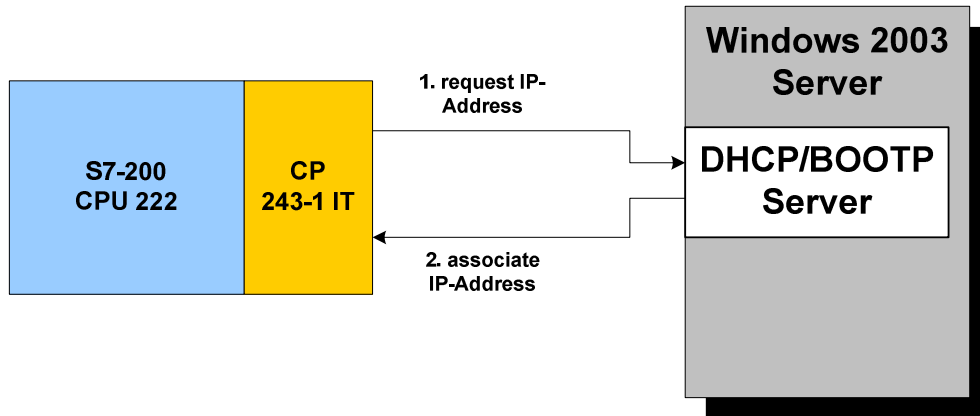 Windows 2003
Server
1. request IP-
Address
S7-200
CPU 222
CP
243-1 IT
DHCP/BOOTP
Server
2. associate
IP-Address